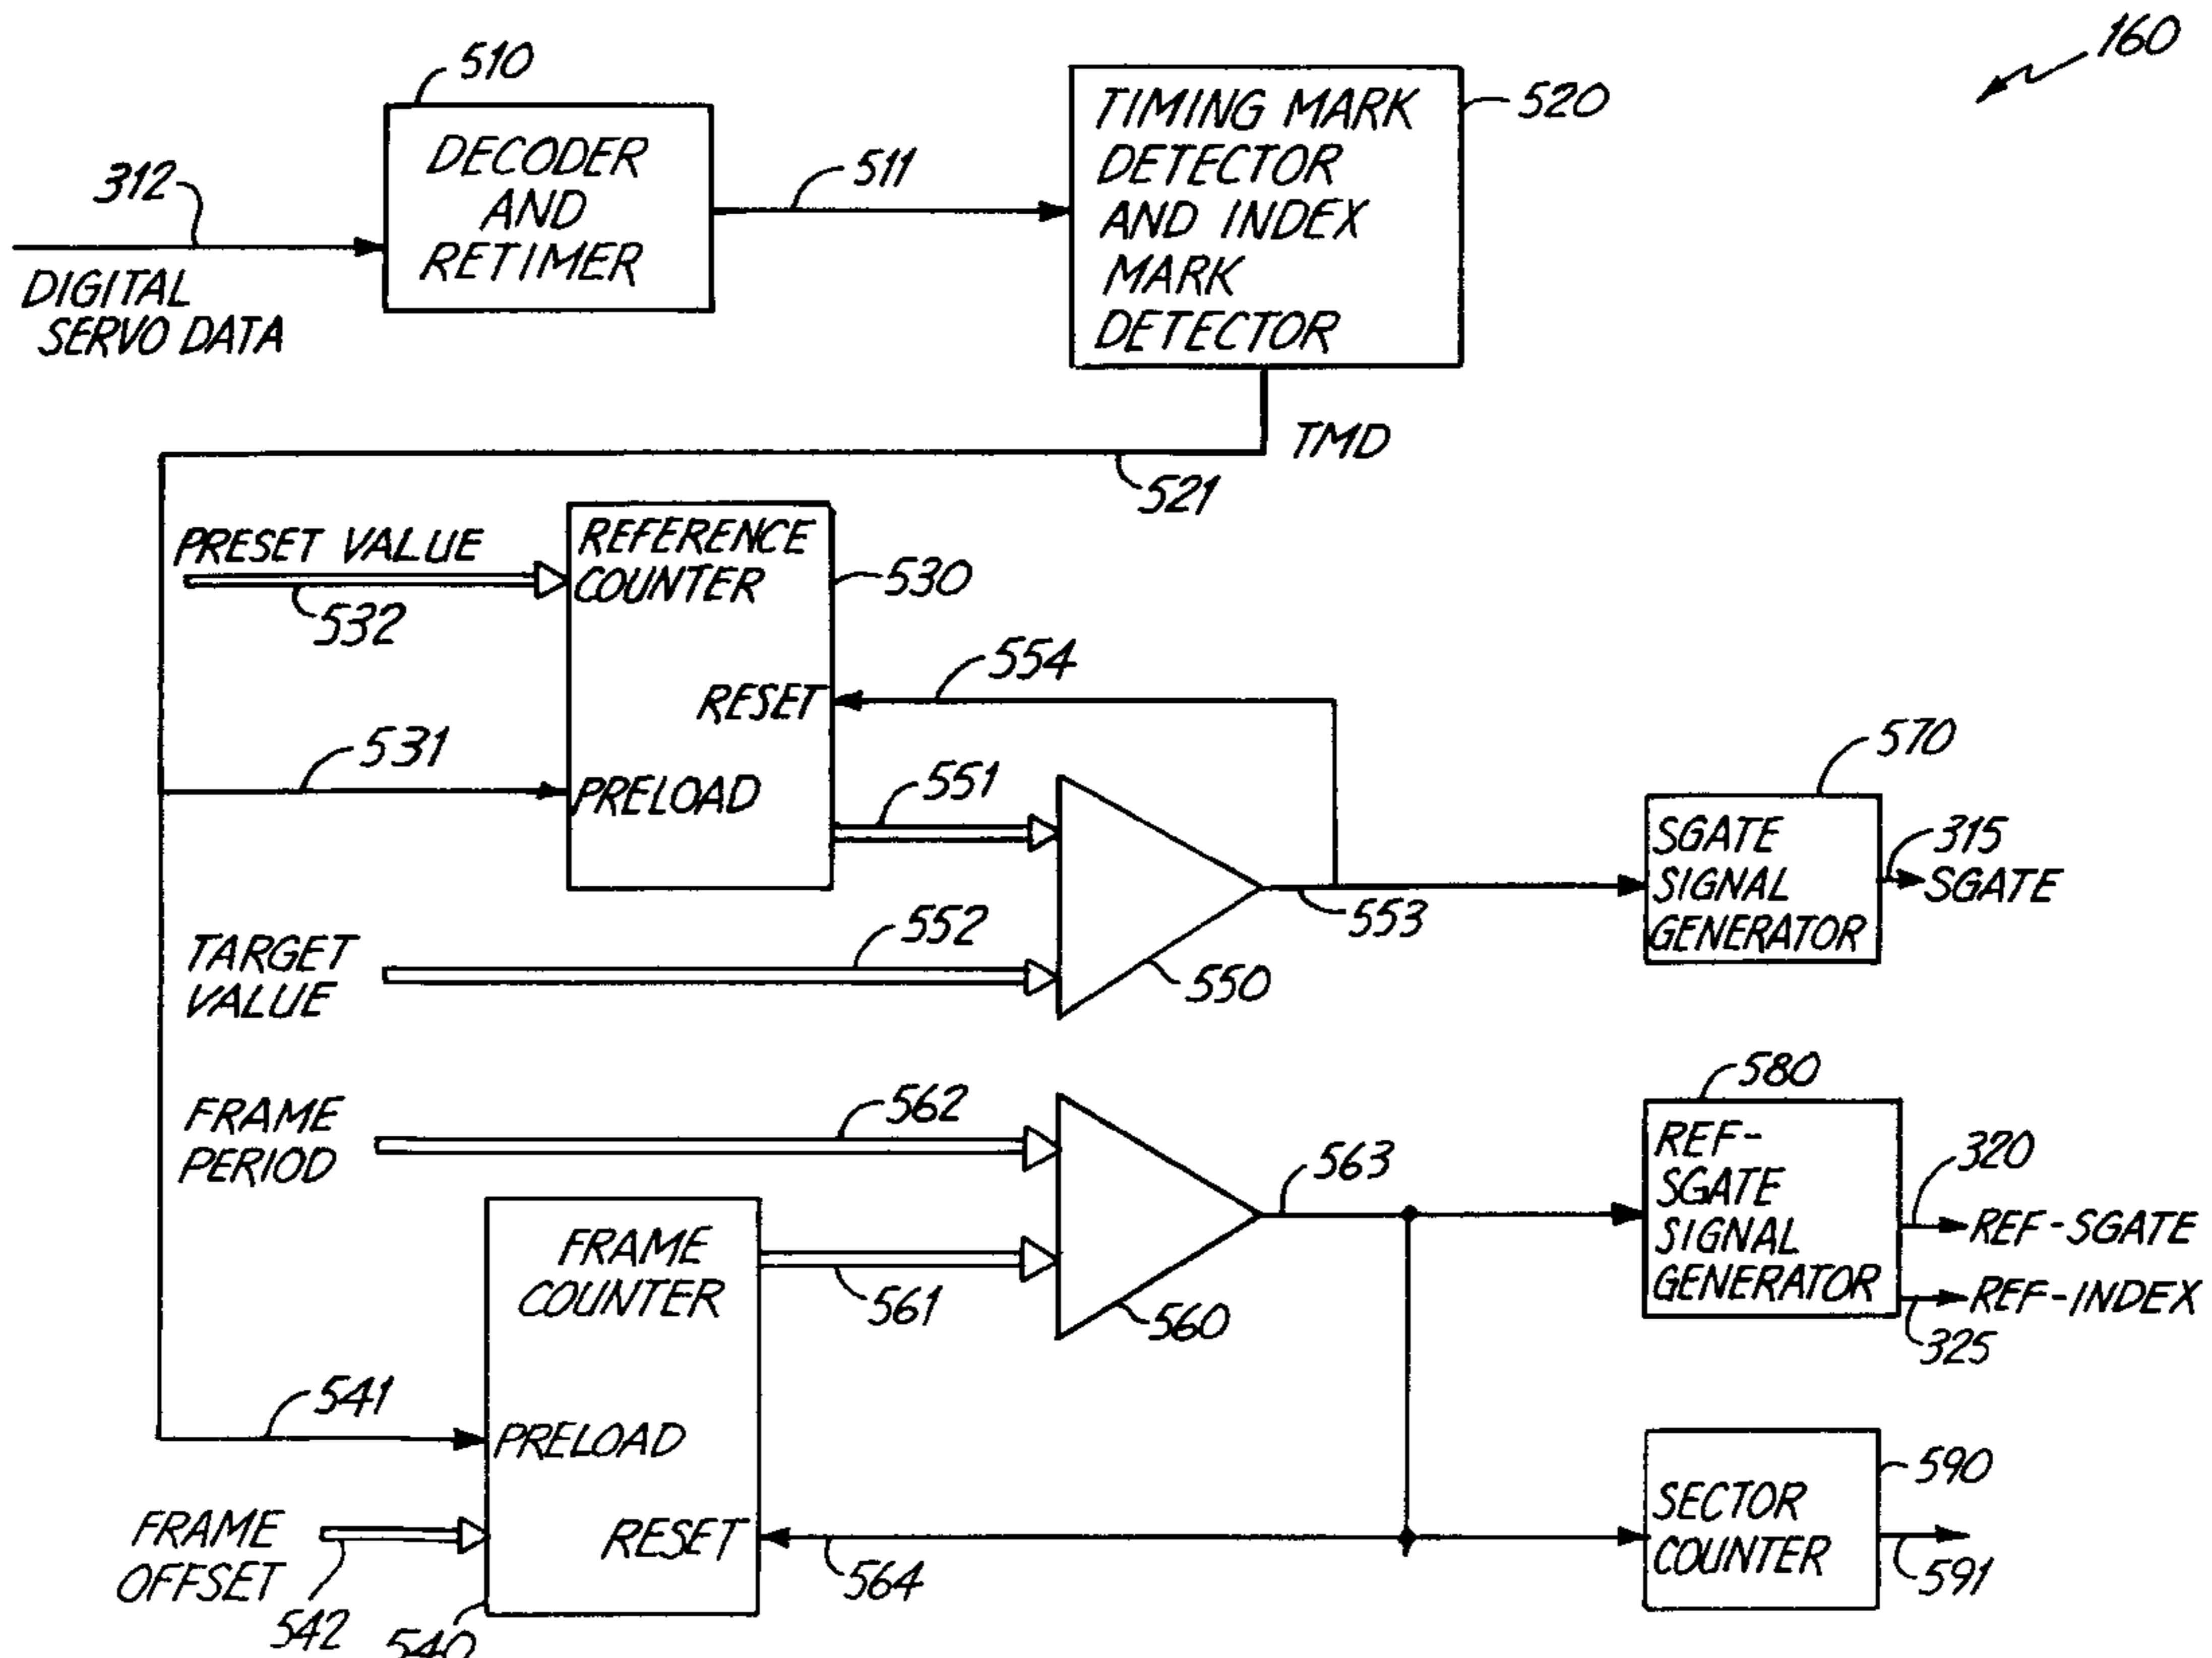 160
510
DECODER
AND
RETIMER
312
DIGITAL
SERVO DATA
511
TIMING MARK
DETECTOR
AND INDEX
MARK
DETECTOR
520
TMD
521
PRESET VALUE
532
REFERENCE
COUNTER
530
RESET
554
531
PRELOAD
551
TARGET
VALUE
552
550
553
570
SGATE
SIGNAL
GENERATOR
315
SGATE
FRAME
PERIOD
562
FRAME
COUNTER
561
560
563
580
REF-
SGATE
SIGNAL
GENERATOR
320
REF-SGATE
REF-INDEX
325
541
PRELOAD
FRAME
OFFSET
542
540
RESET
564
SECTOR
COUNTER
590
591